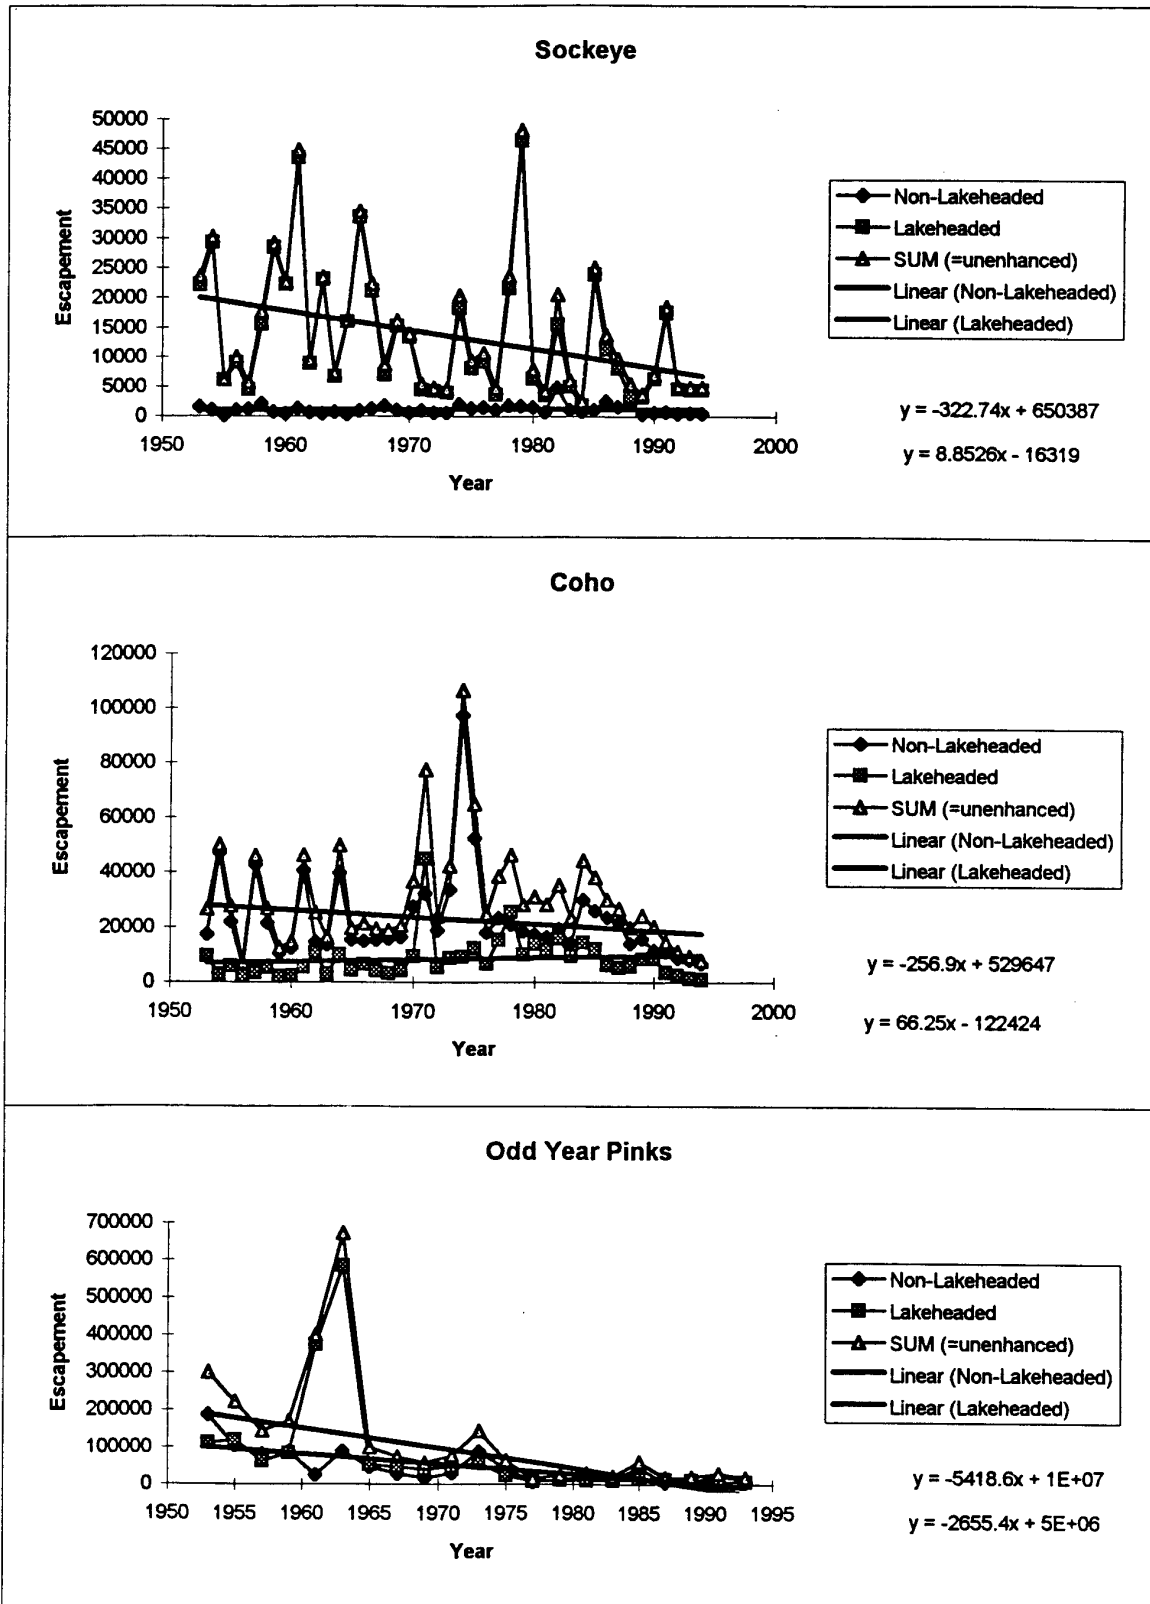 Sockeye
50000
45000
40000
35000
30000
25000
20000
15000
10000
5000
0
Escapement
1950
1960
1970
1980
1990
2000
Year
Non-Lakeheaded
Lakeheaded
SUM (=unenhanced)
Linear (Non-Lakeheaded)
Linear (Lakeheaded)
y = -322.74x + 650387
y = 8.8526x - 16319
Coho
120000
100000
80000
60000
40000
20000
0
Escapement
1950
1960
1970
1980
1990
2000
Year
Non-Lakeheaded
Lakeheaded
SUM (=unenhanced)
Linear (Non-Lakeheaded)
Linear (Lakeheaded)
y = -256.9x + 529647
y = 66.25x - 122424
Odd Year Pinks
700000
600000
500000
400000
300000
200000
100000
0
Escapement
1950
1955
1960
1965
1970
1975
1980
1985
1990
1995
Year
Non-Lakeheaded
Lakeheaded
SUM (=unenhanced)
Linear (Non-Lakeheaded)
Linear (Lakeheaded)
y = -5418.6x + 1E+07
y = -2655.4x + 5E+06